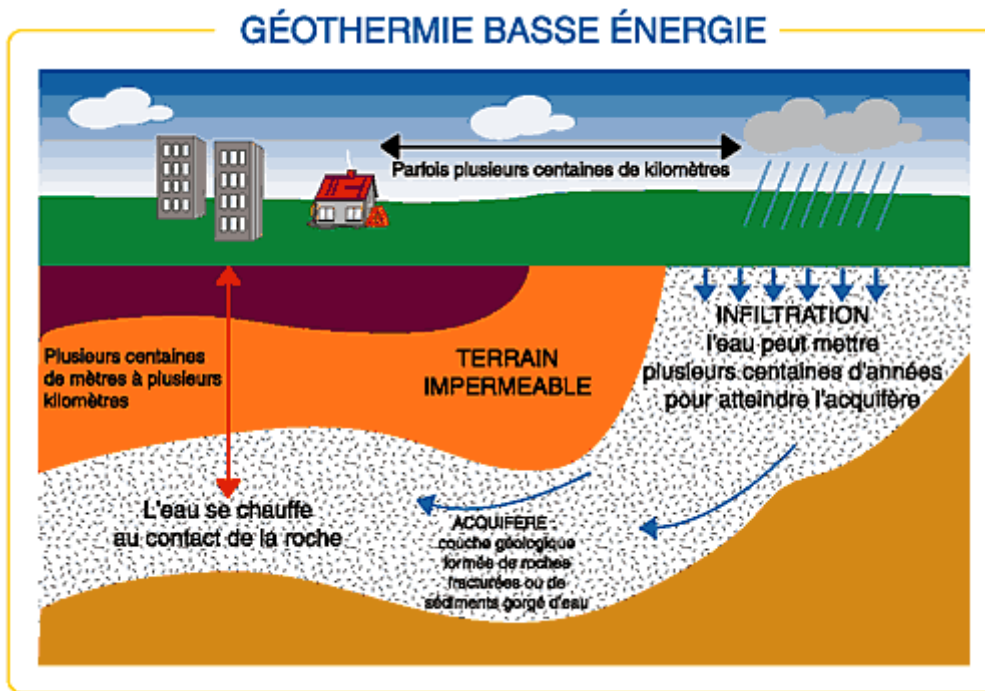 GÉOTHERMIE BASSE ÉNERGIE
Parfois plusieurs centaines de kilomètres
INFILTRATION
l'eau peut mettre
plusieurs centaines d'années
pour atteindre l'acquifère
Plusieurs centaines
de mètres à plusieurs
kilomètres
TERRAIN
IMPERMEABLE
L'eau se chauffe
au contact de la roche
ACQUIFERE :
couche géologique
formée de roches
fracturées ou de
sédiments gorgé d'eau